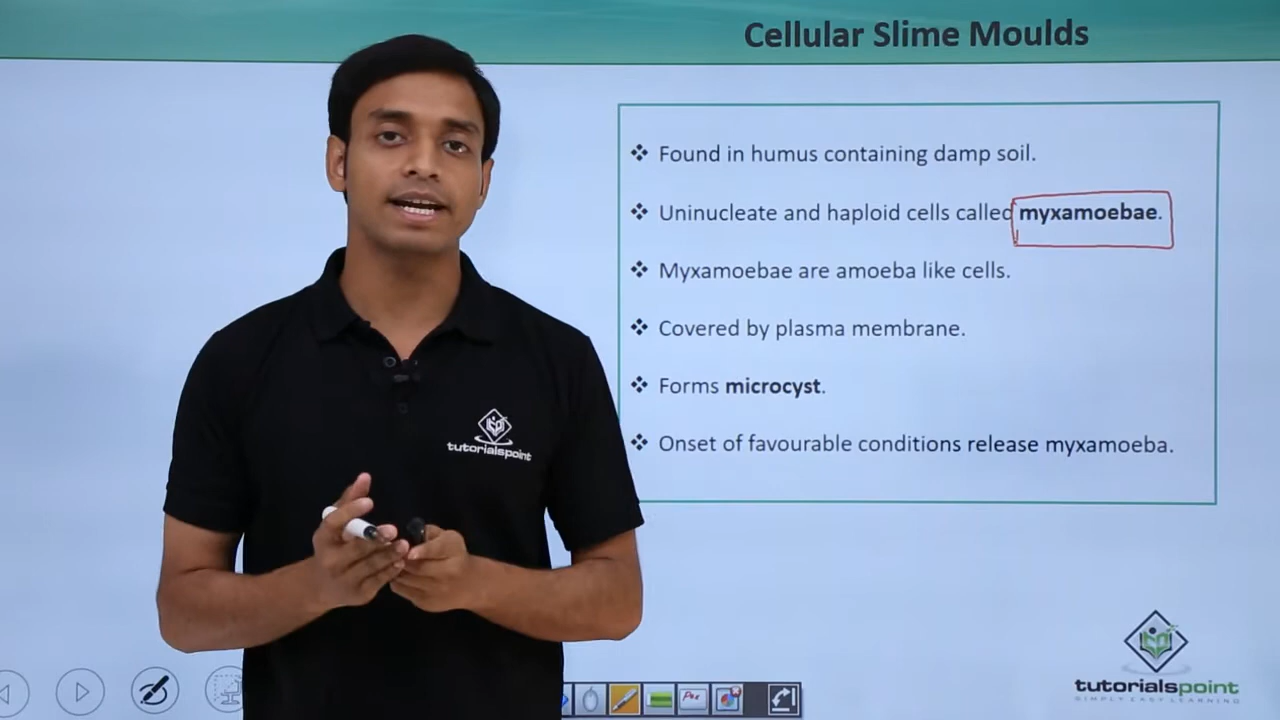 Cellular Slime Moulds
Found in humus containing damp soil.
Uninucleate and haploid cells called myxamoebae.
Myxamoebae are amoeba like cells.
Covered by plasma membrane.
Forms microcyst.
Onset of favourable conditions release myxamoeba.
tutorialspoint
tutorialspoint
SIMPLY EASY LEARNING